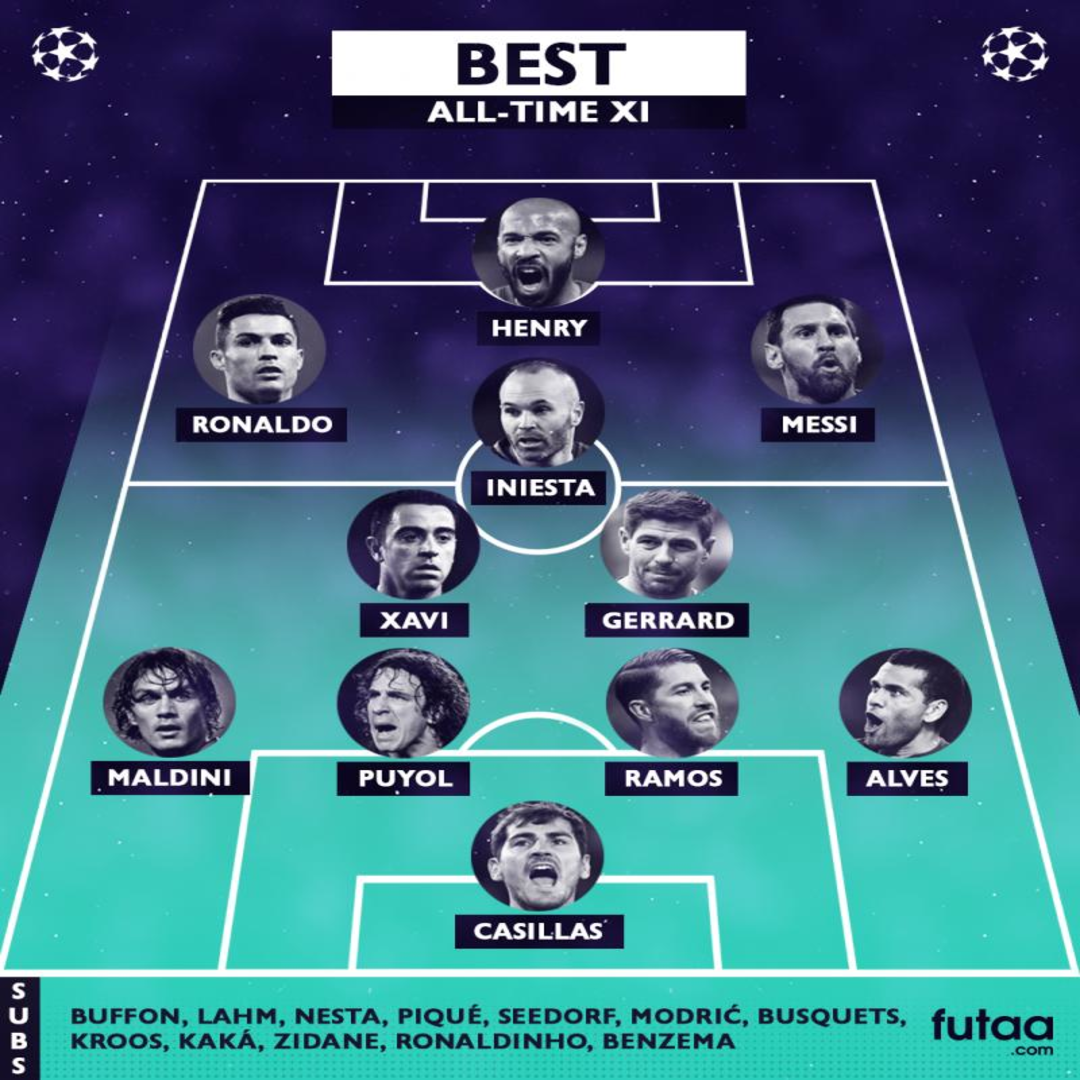 BEST
ALL-TIME XI
HENRY
RONALDO
MESSI
INIESTA
XAVI
GERRARD
MALDINI
PUYOL
RAMOS
ALVES
CASILLAS
SUBS
BUFFON, LAHM, NESTA, PIQUÉ, SEEDORF, MODRIĆ, BUSQUETS,
KROOS, KAKÁ, ZIDANE, RONALDINHO, BENZEMA
futaa
.com